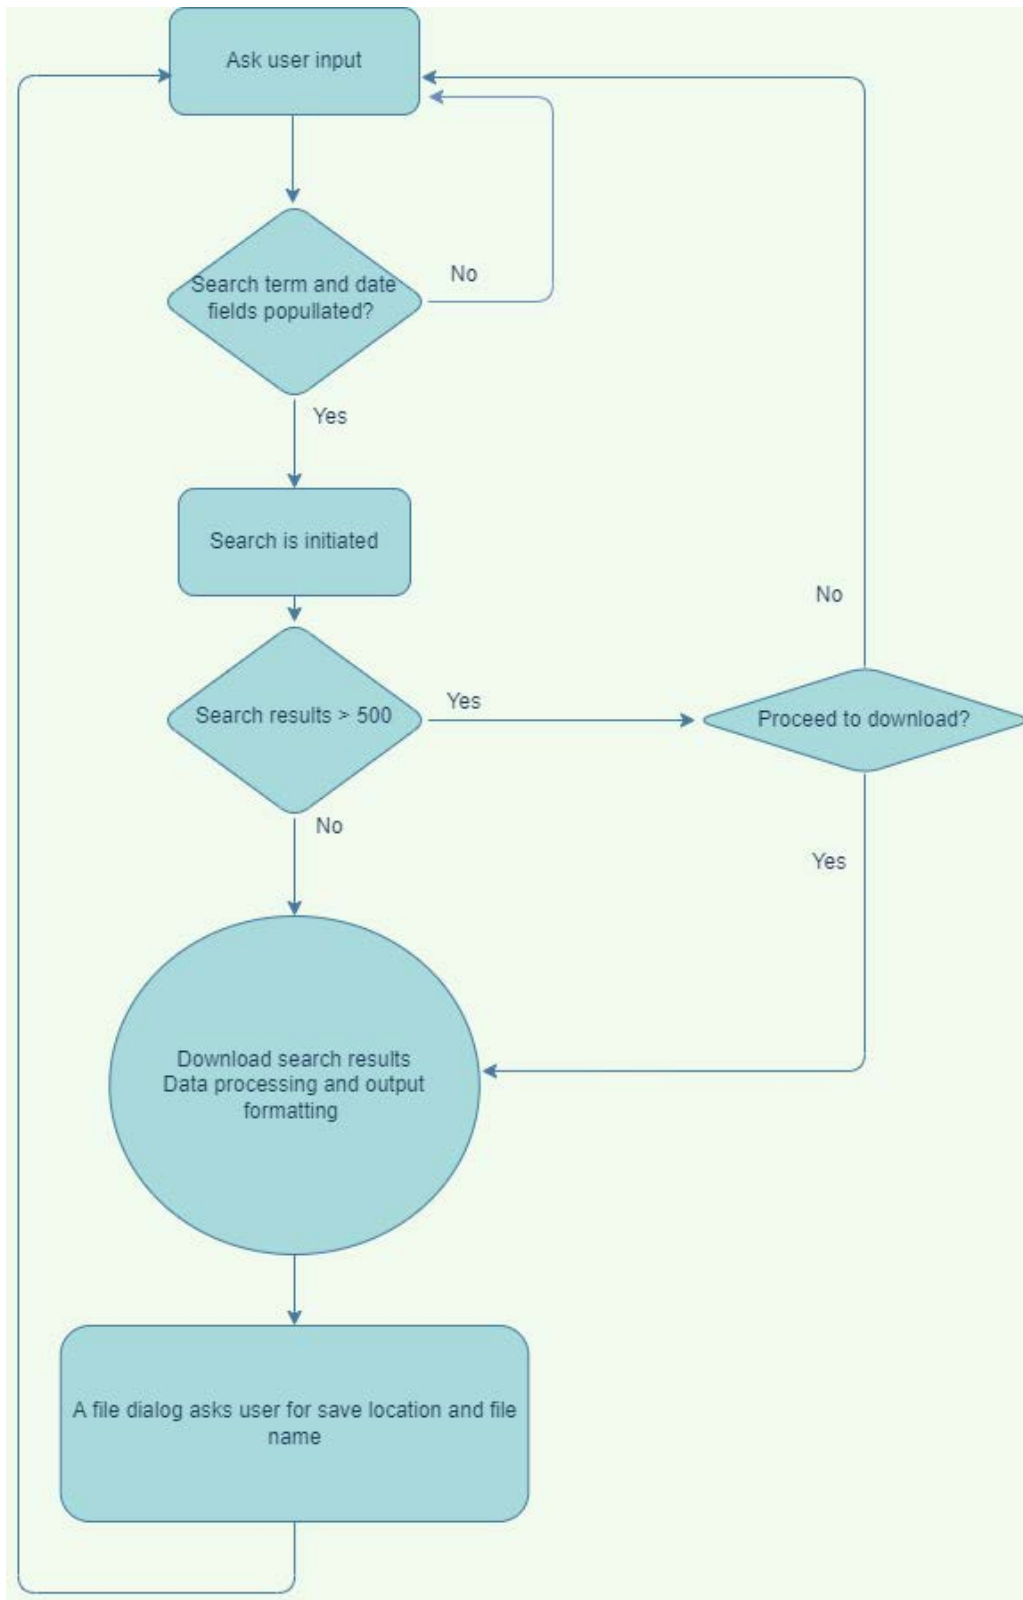 Ask user input
Search term and date
fields popullated?
No
Yes
Search is initiated
No
Search results > 500
Yes
Proceed to download?
No
Yes
Download search results
Data processing and output
formatting
A file dialog asks user for save location and file
name